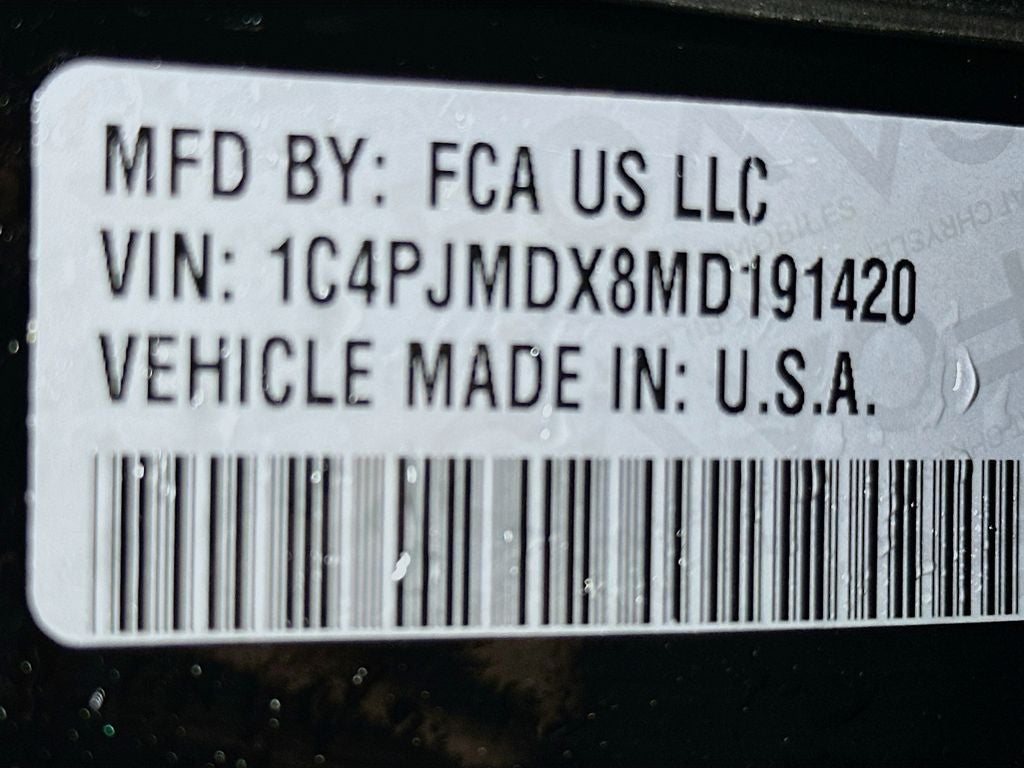 MFD BY: FCA US LLC
VIN: 1C4PJMDX8MD191420
VEHICLE MADE IN: U.S.A.